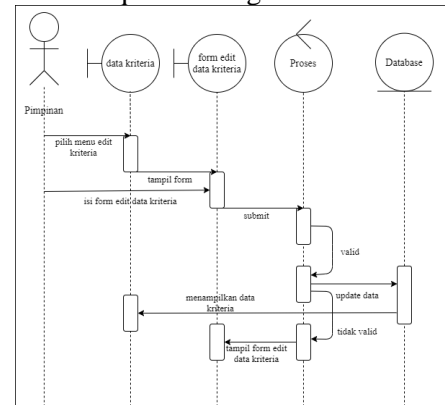 data kriteria
form edit
data kriteria
Proses
Database
Pimpinan
pilih menu edit
kriteria
tampil form
isi form edit data kriteria
submit
valid
update data
menampilkan data
kriteria
tidak valid
tampil form edit
data kriteria